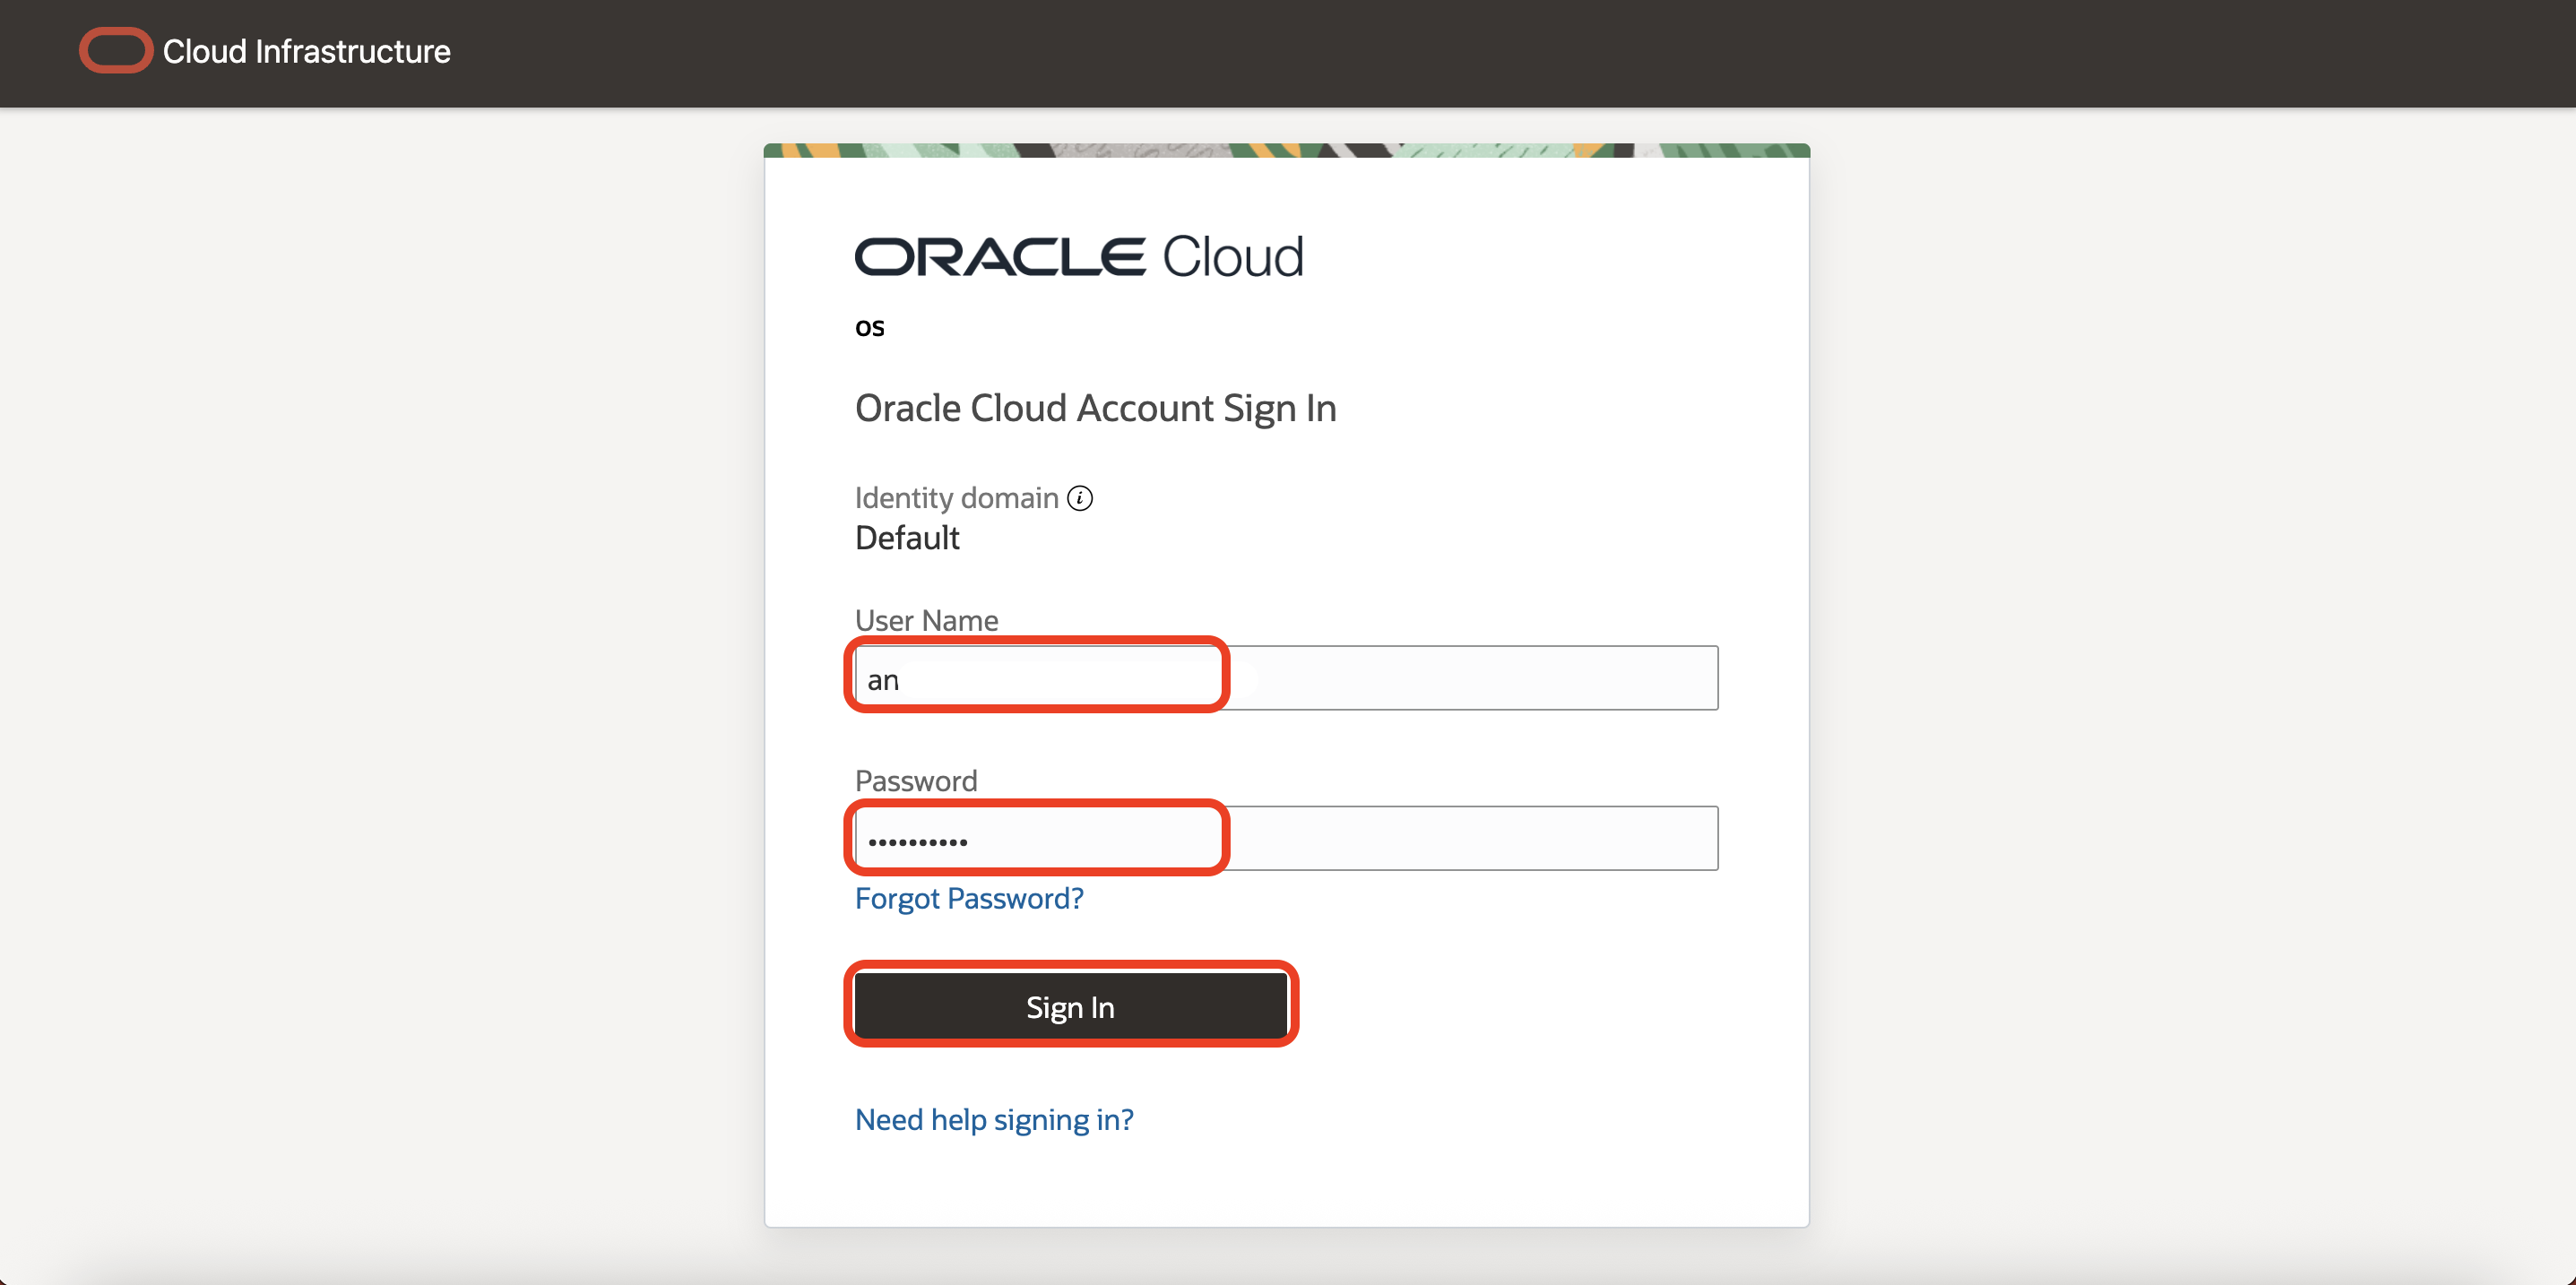 Cloud Infrastructure
ORACLE Cloud
os
Oracle Cloud Account Sign In
Identity domain i
Default
User Name
an
Password
••••••••••
Forgot Password?
Sign In
Need help signing in?